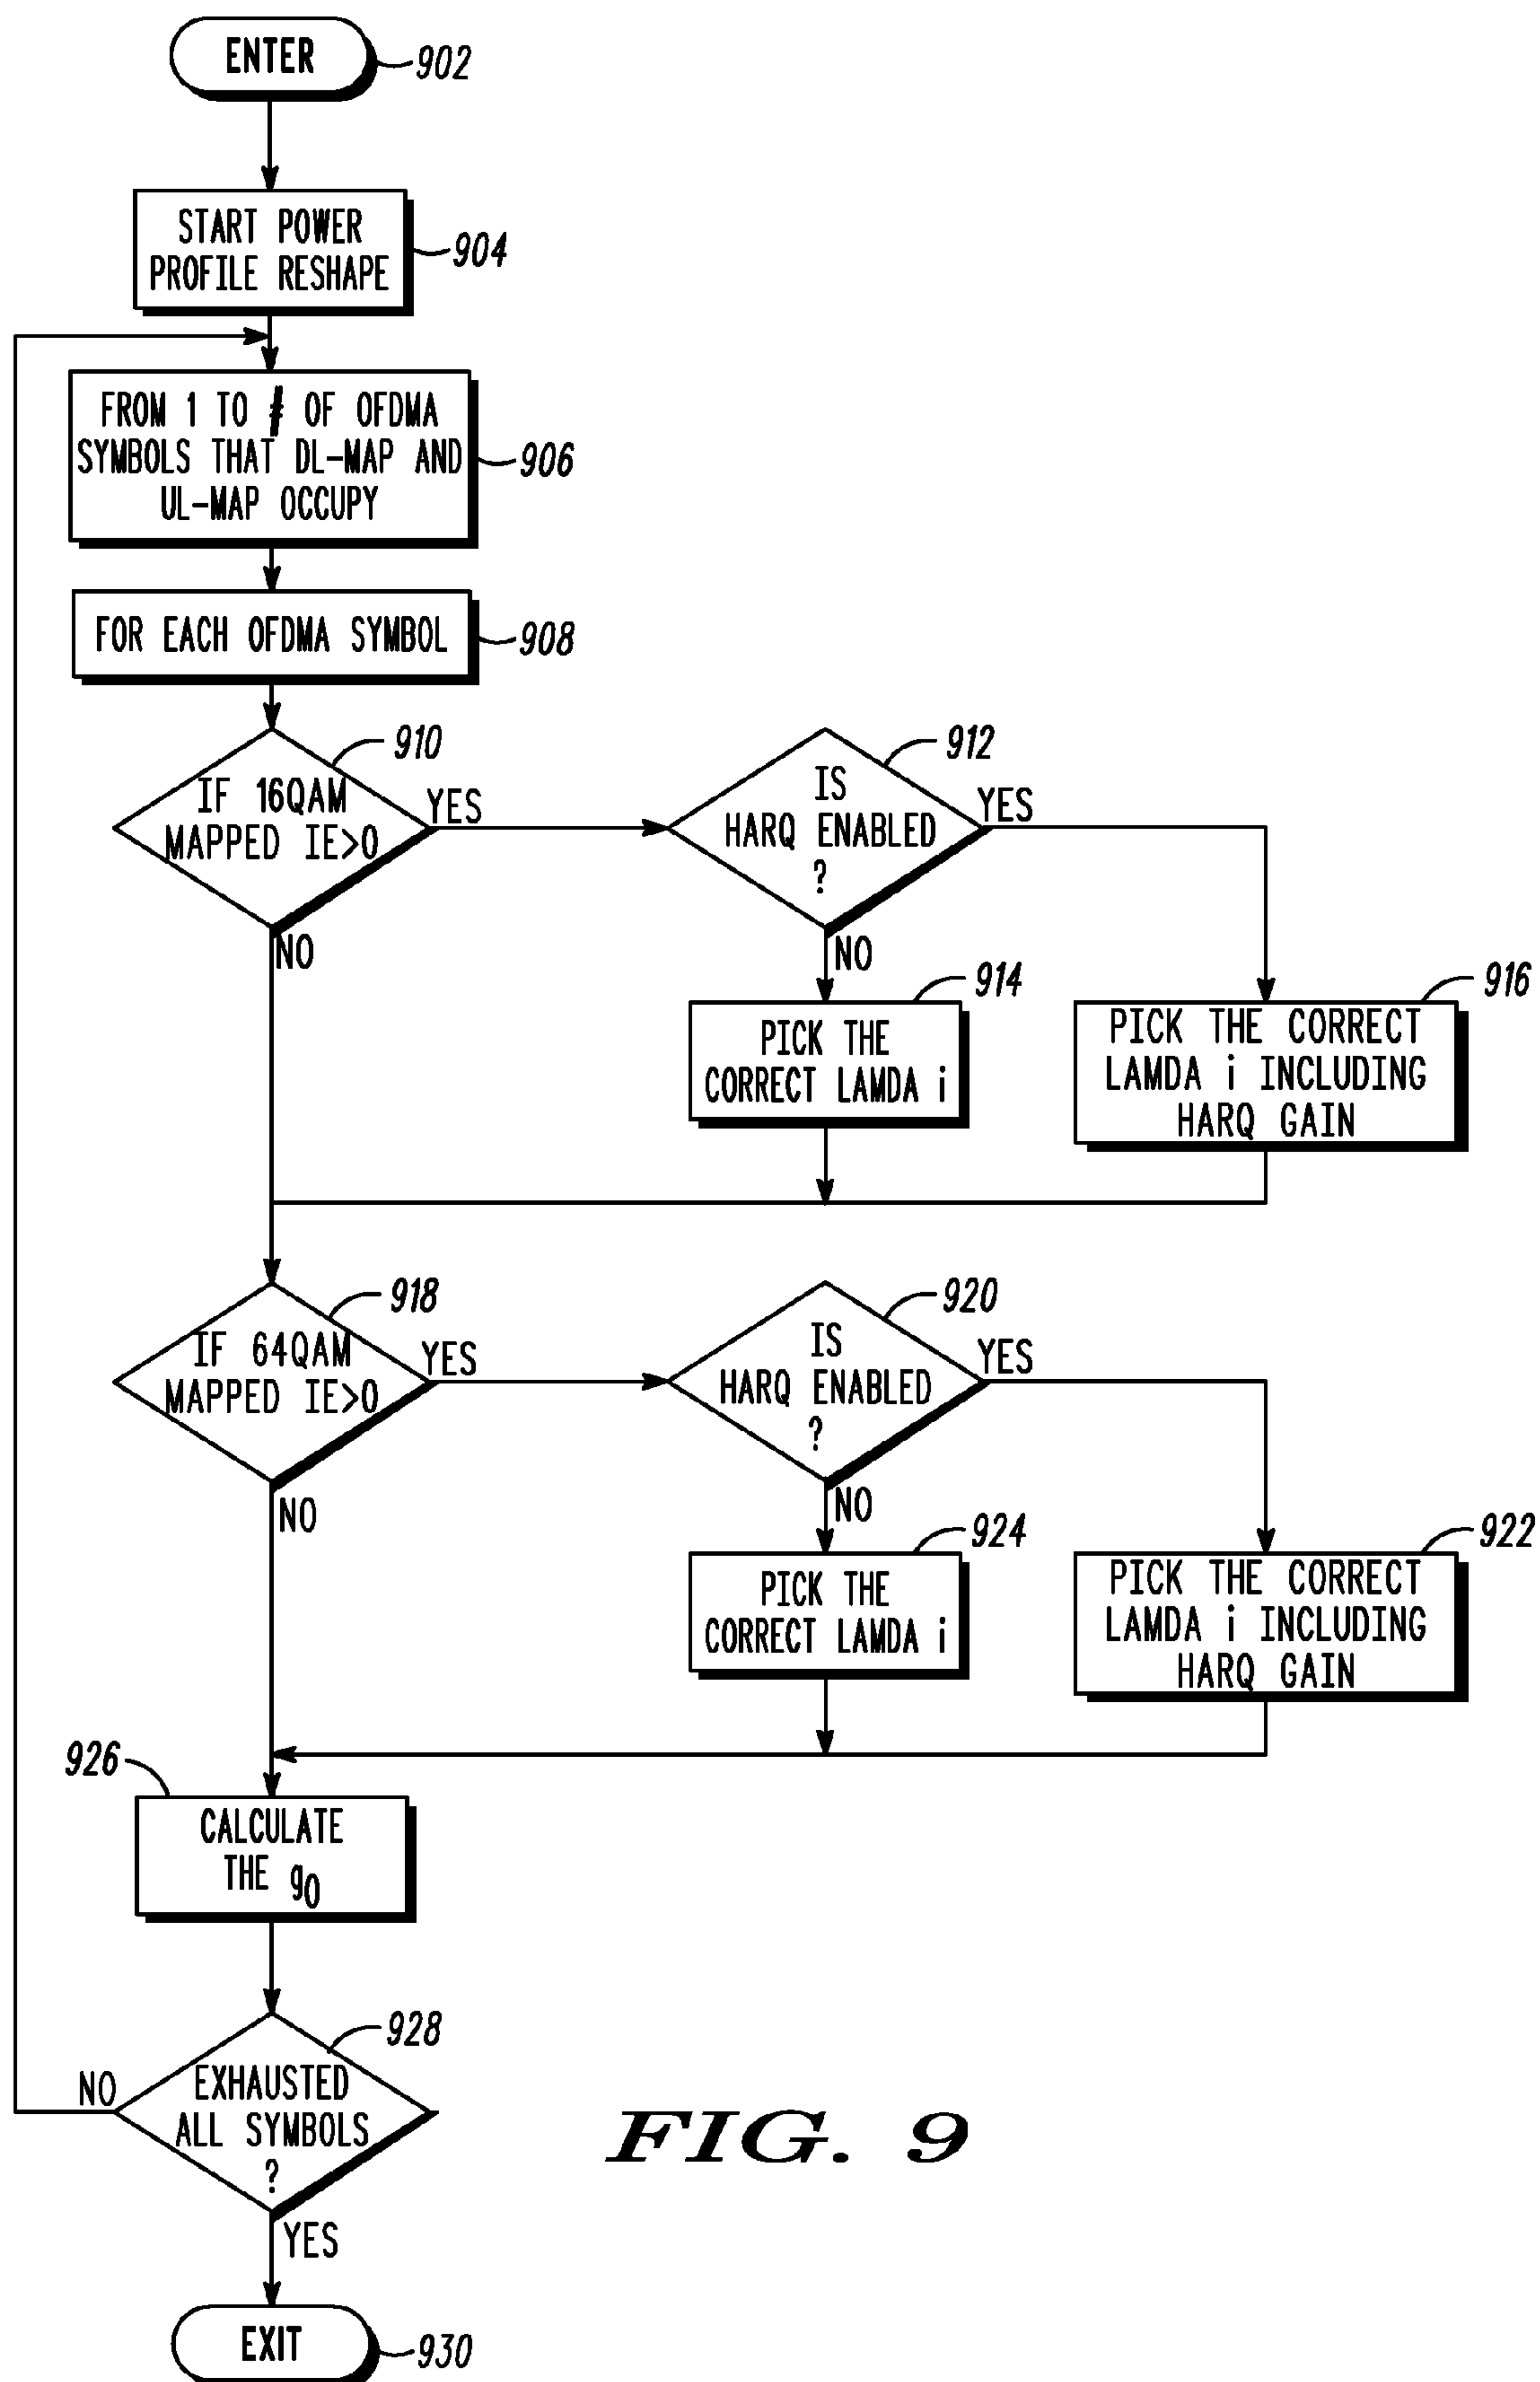 ENTER
902
START POWER
PROFILE RESHAPE
904
FROM 1 TO # OF OFDMA
SYMBOLS THAT DL-MAP AND
UL-MAP OCCUPY
906
FOR EACH OFDMA SYMBOL
908
910
IF 16QAM
MAPPED IE>0
YES
NO
912
IS
HARQ ENABLED
?
YES
NO
914
PICK THE
CORRECT LAMDA i
916
PICK THE CORRECT
LAMDA i INCLUDING
HARQ GAIN
918
IF 64QAM
MAPPED IE>0
YES
NO
920
IS
HARQ ENABLED
?
YES
NO
924
PICK THE
CORRECT LAMDA i
922
PICK THE CORRECT
LAMDA i INCLUDING
HARQ GAIN
926
CALCULATE
THE g0
928
EXHAUSTED
ALL SYMBOLS
?
NO
YES
EXIT
930
FIG. 9